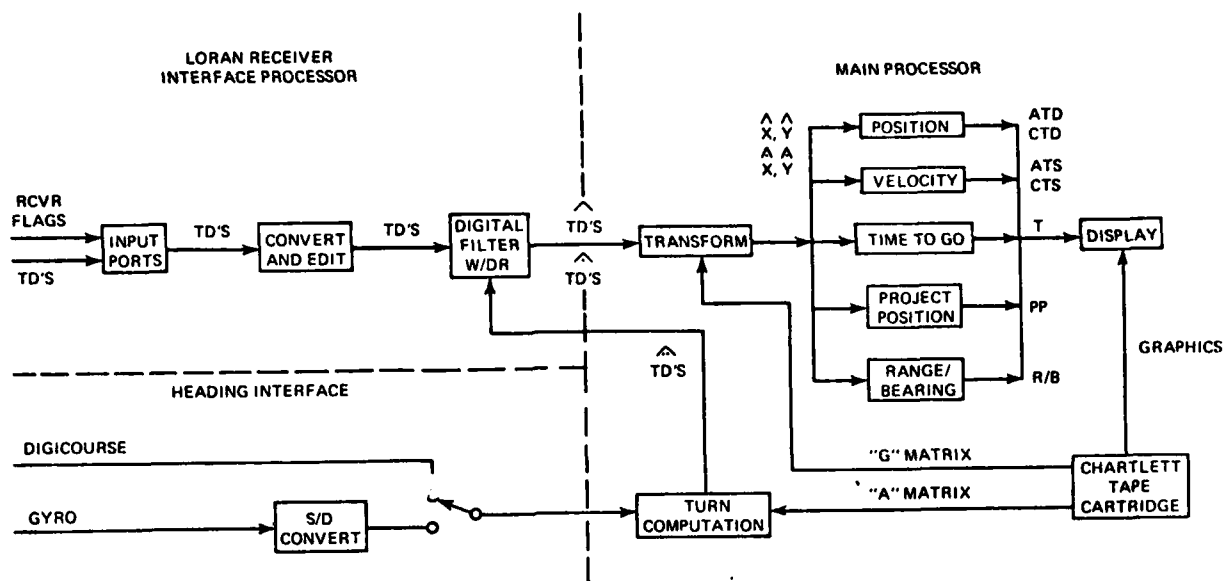 LORAN RECEIVER
INTERFACE PROCESSOR
MAIN PROCESSOR
RCVR
FLAGS
TD'S
INPUT
PORTS
TD'S
CONVERT
AND EDIT
TD'S
DIGITAL
FILTER
W/DR
TD'S
TD'S
TRANSFORM
X, Y
X, Y
POSITION
ATD
CTD
VELOCITY
ATS
CTS
TIME TO GO
T
DISPLAY
PROJECT
POSITION
PP
RANGE/
BEARING
R/B
GRAPHICS
TD'S
HEADING INTERFACE
DIGICOURSE
GYRO
S/D
CONVERT
TURN
COMPUTATION
"G" MATRIX
"A" MATRIX
CHARTLETT
TAPE
CARTRIDGE